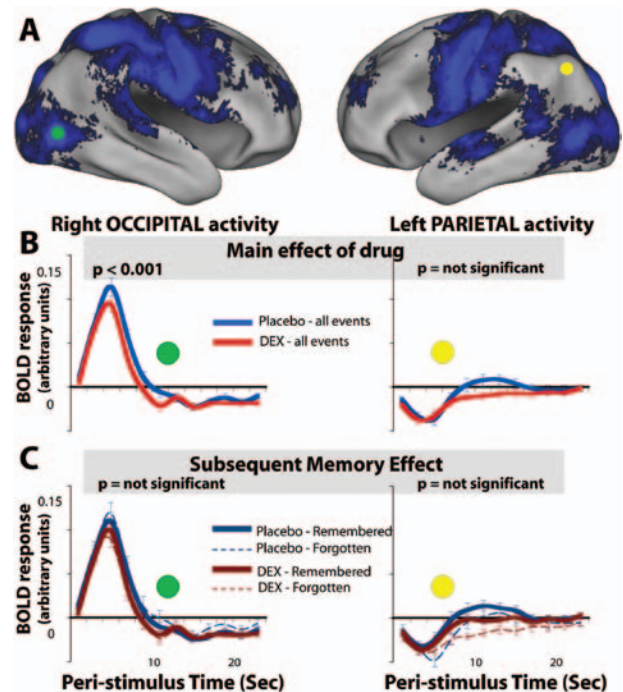 A
Right OCCIPITAL activity
Left PARIETAL activity
B
Main effect of drug
p < 0.001
p = not significant
0.15
BOLD response
(arbitrary units)
Placebo - all events
DEX - all events
0
C
Subsequent Memory Effect
p = not significant
p = not significant
0.15
BOLD response
(arbitrary units)
Placebo - Remembered
Placebo - Forgotten
DEX - Remembered
DEX - Forgotten
0
10
20
10
20
Peri-stimulus Time (Sec)
Peri-stimulus Time (Sec)